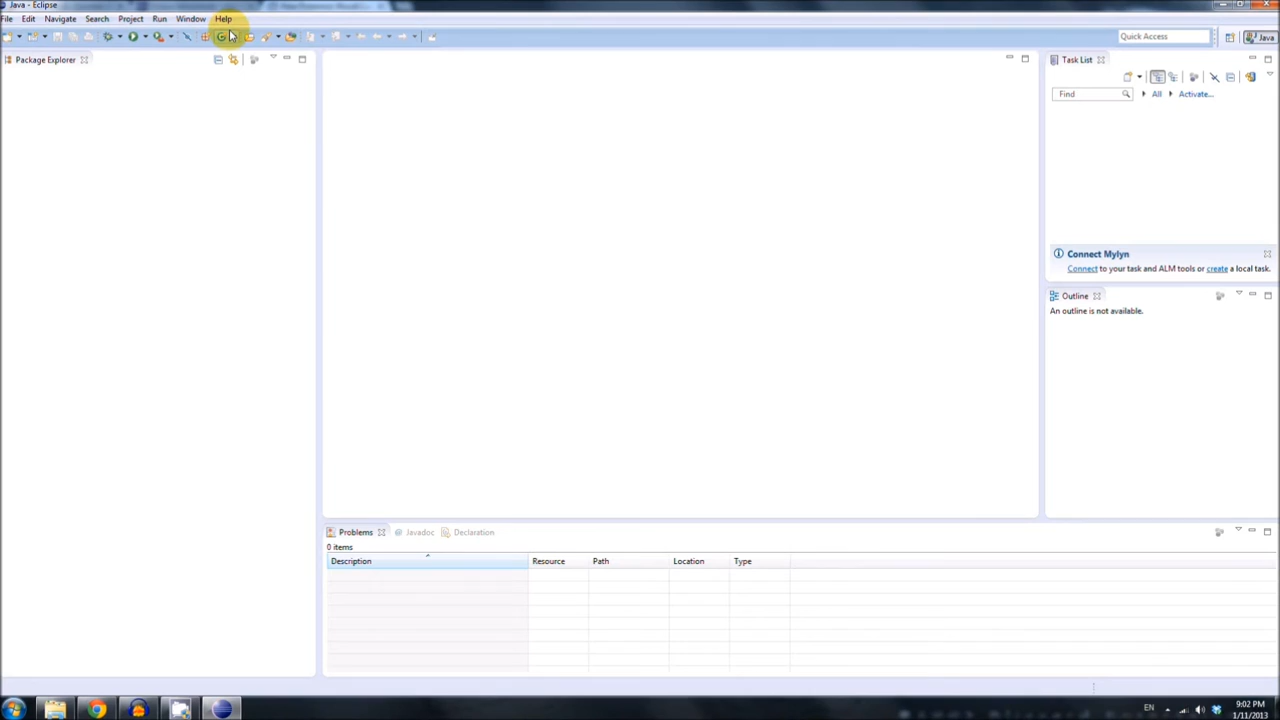 Java - Eclipse
File Edit Navigate Search Project Run Window Help
Quick Access
Java
Package Explorer
Task List
Find
All
Activate...
Connect Mylyn
Connect to your task and ALM tools or create a local task.
Outline
An outline is not available.
Problems
Javadoc
Declaration
0 items
Description Resource Path Location Type
EN
9:02 PM
1/11/2013